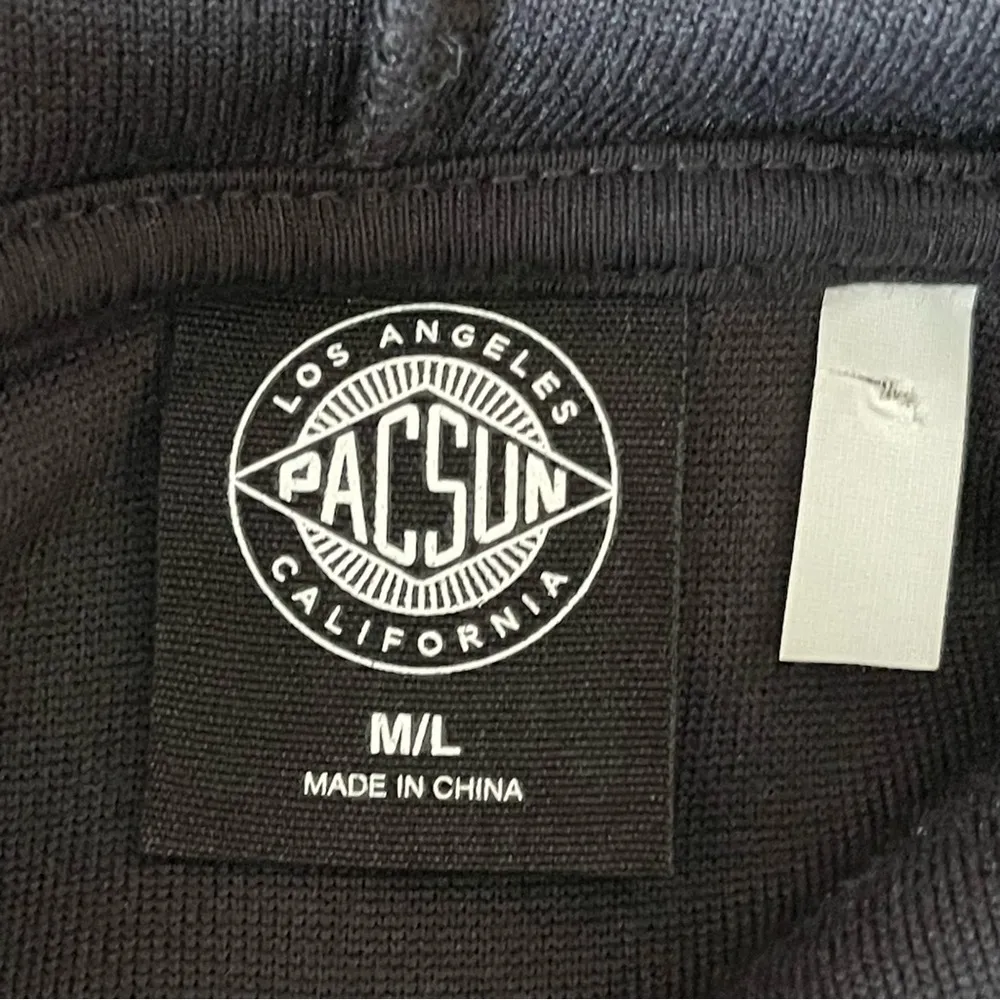 LOS ANGELES
PACSUN
CALIFORNIA
M/L
MADE IN CHINA